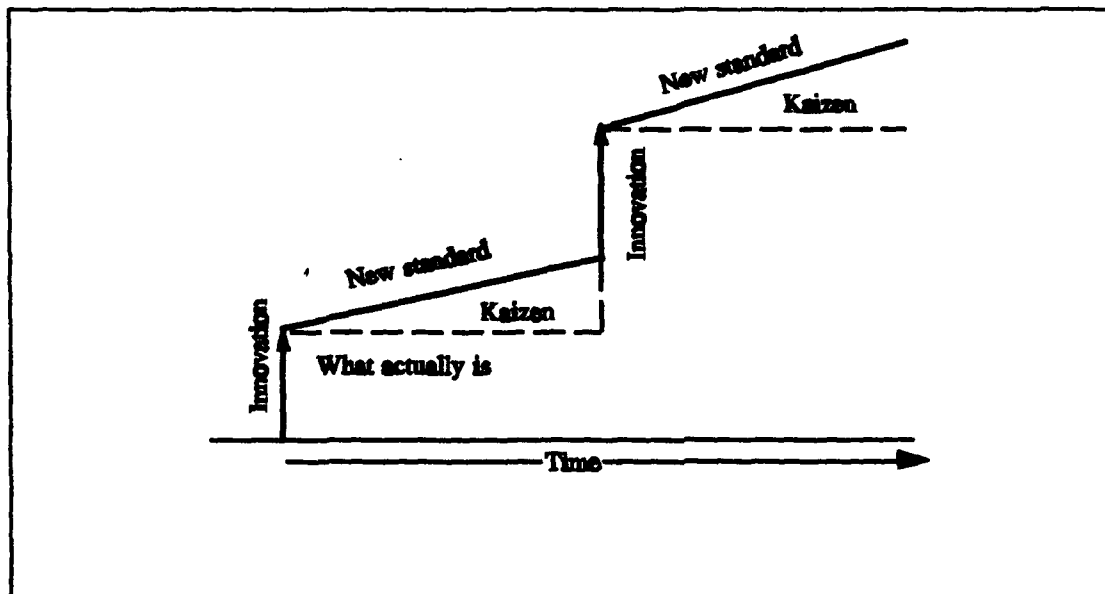 New standard
Kaizen
Innovation
New standard
Kaizen
Innovation
What actually is
Time